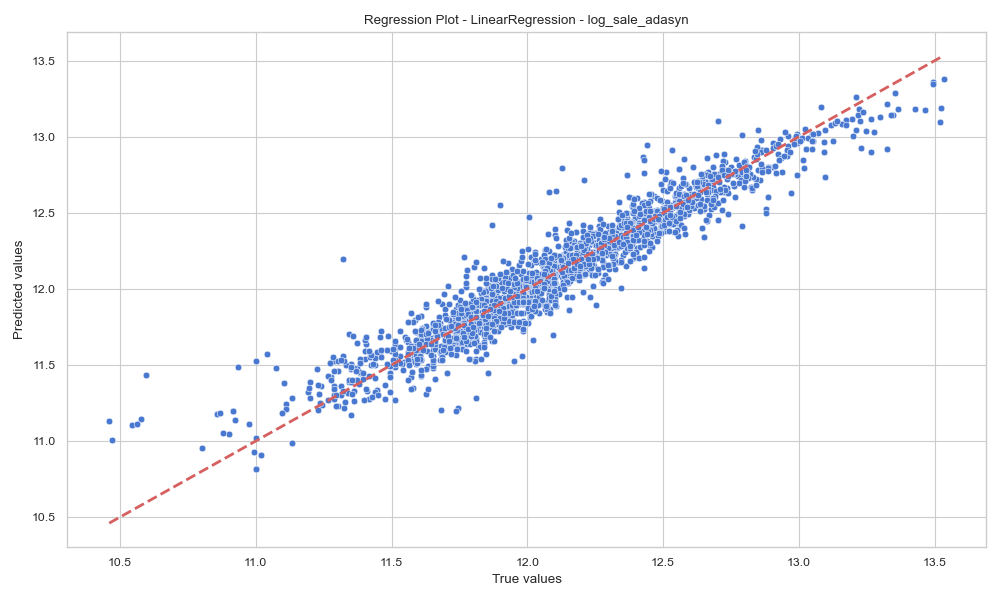 Regression Plot - LinearRegression - log_sale_adasyn
13.5
13.0
12.5
12.0
11.5
11.0
10.5
Predicted values
10.5 11.0 11.5 12.0 12.5 13.0 13.5
True values